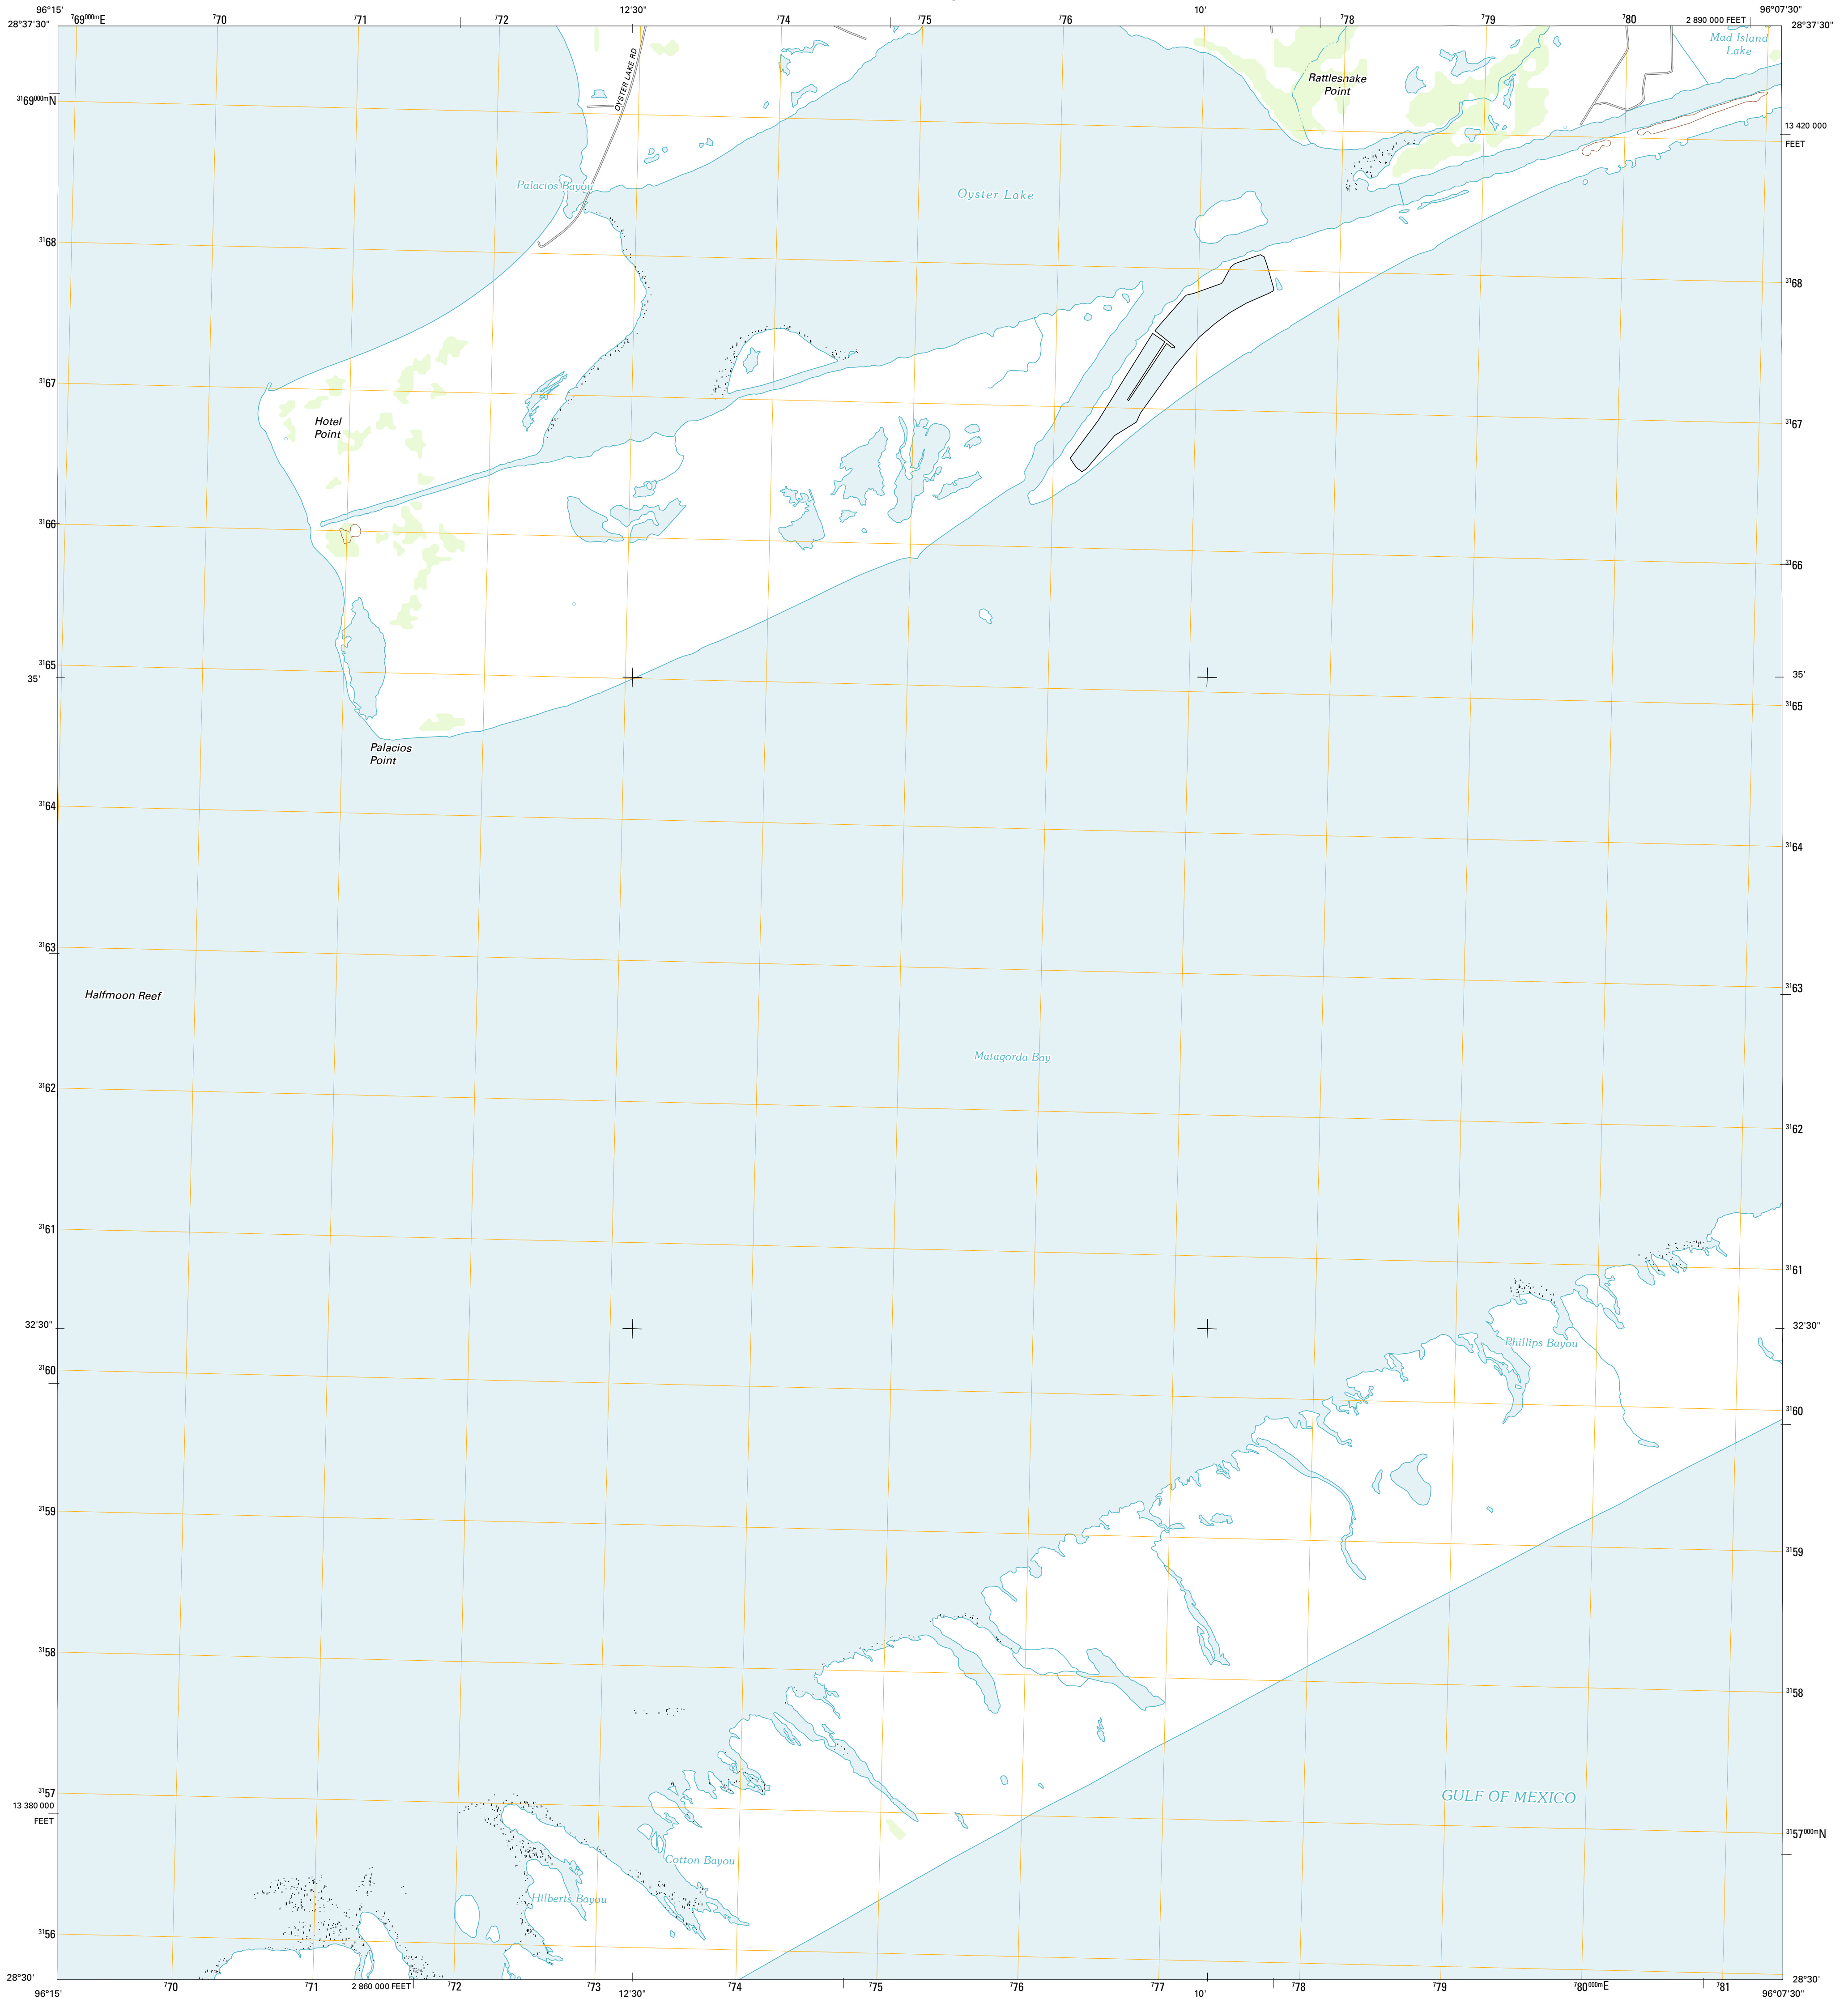 96°15'
⁷69⁰⁰⁰ᵐE
⁷70
⁷71
⁷72
12'30"
⁷74
⁷75
⁷76
10'
⁷78
⁷79
⁷80
2 890 000 FEET
96°07'30"
28°37'30"
28°37'30"
Mad Island
Lake
OYSTER LAKE RD
Rattlesnake
Point
³¹69⁰⁰⁰ᵐN
13 420 000
FEET
Palacios Bayou
Oyster Lake
³¹68
³¹68
³¹67
Hotel
Point
³¹67
³¹66
³¹66
³¹65
35'
35'
³¹65
Palacios
Point
³¹64
³¹64
³¹63
³¹63
Halfmoon Reef
Matagorda Bay
³¹62
³¹62
³¹61
³¹61
32'30"
32'30"
Phillips Bayou
³¹60
³¹60
³¹59
³¹59
³¹58
³¹58
³¹57
GULF OF MEXICO
13 380 000
FEET
³¹57⁰⁰⁰ᵐN
Cotton Bayou
Hilberts Bayou
³¹56
28°30'
28°30'
96°15'
⁷70
⁷71
2 860 000 FEET
⁷72
⁷73
12'30"
⁷74
⁷75
⁷76
⁷77
10'
⁷78
⁷79
⁷80⁰⁰⁰ᵐE
⁷81
96°07'30"